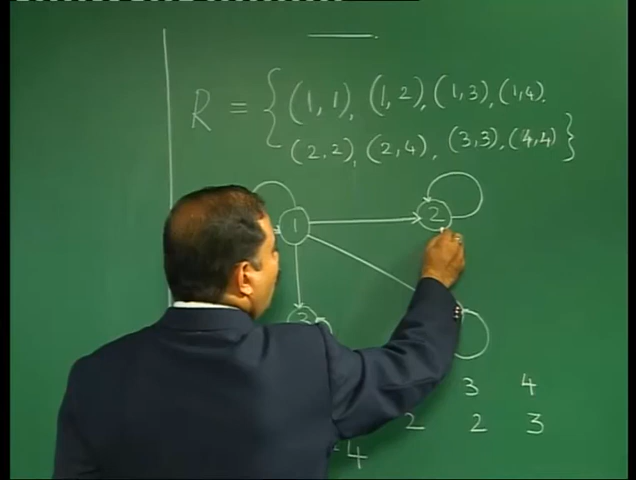 R = { (1, 1), (1, 2), (1, 3), (1, 4),
(2, 2), (2, 4), (3, 3), (4, 4) }
1 2
3
3 4
2 2 3
4